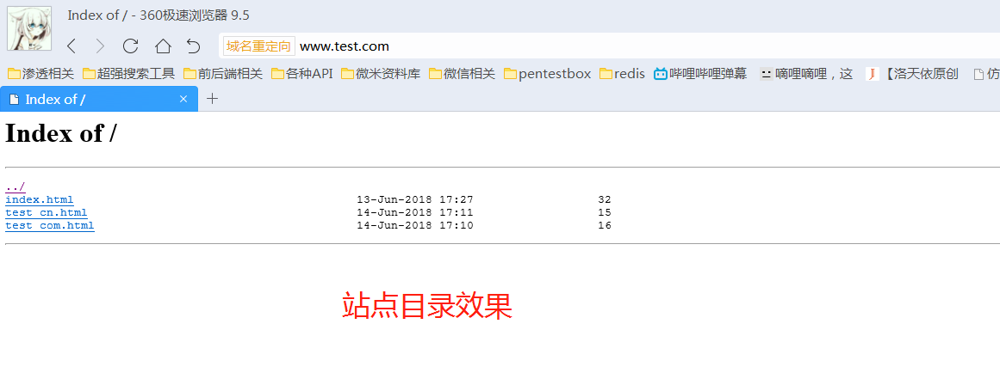 Index of / - 360极速浏览器 9.5
域名重定向 www.test.com
渗透相关 超强搜索工具 前后端相关 各种API 微米资料库 微信相关 pentestbox redis 哔哩哔哩弹幕 嘀哩嘀哩，这 【洛天依原创 仿
Index of / ×
Index of /
../
index.html 13-Jun-2018 17:27 32
test_cn.html 14-Jun-2018 17:11 15
test_com.html 14-Jun-2018 17:10 16
站点目录效果